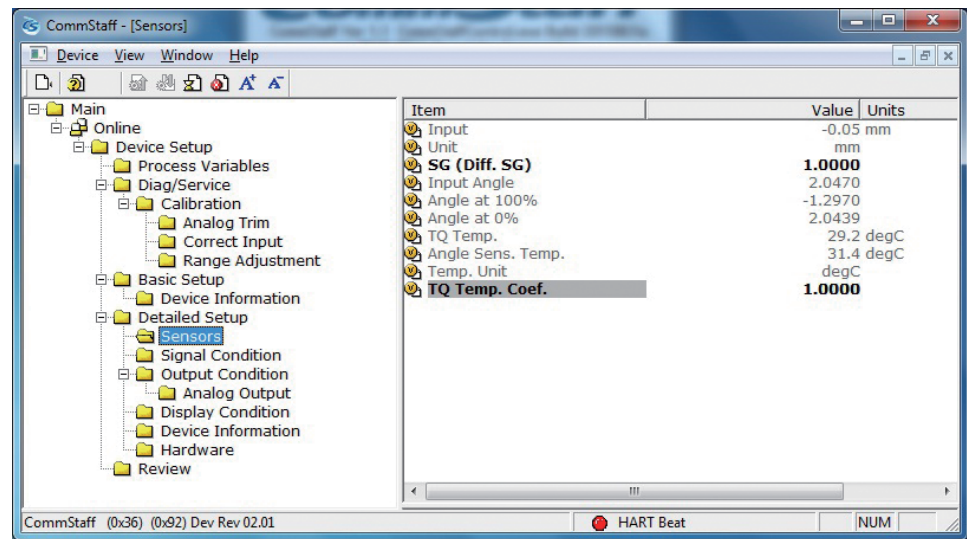 CommStaff - [Sensors]
Device View Window Help
Main
Online
Device Setup
Process Variables
Diag/Service
Calibration
Analog Trim
Correct Input
Range Adjustment
Basic Setup
Device Information
Detailed Setup
Sensors
Signal Condition
Output Condition
Analog Output
Display Condition
Device Information
Hardware
Review
Item Value Units
Input -0.05 mm
Unit mm
SG (Diff. SG) 1.0000
Input Angle 2.0470
Angle at 100% -1.2970
Angle at 0% 2.0439
TQ Temp. 29.2 degC
Angle Sens. Temp. 31.4 degC
Temp. Unit degC
TQ Temp. Coef. 1.0000
CommStaff (0x36) (0x92) Dev Rev 02.01 HART Beat NUM